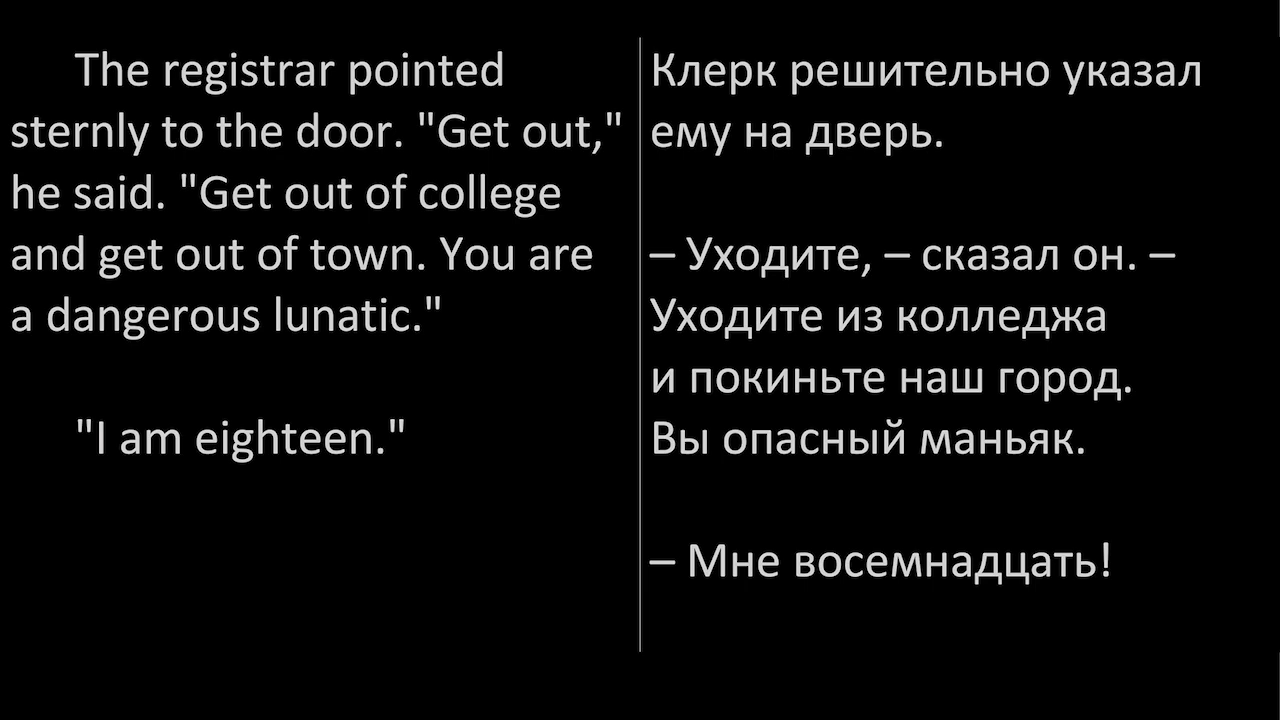 The registrar pointed
sternly to the door. "Get out,"
he said. "Get out of college
and get out of town. You are
a dangerous lunatic."
"I am eighteen."
Клерк решительно указал
ему на дверь.
– Уходите, – сказал он. –
Уходите из колледжа
и покиньте наш город.
Вы опасный маньяк.
– Мне восемнадцать!